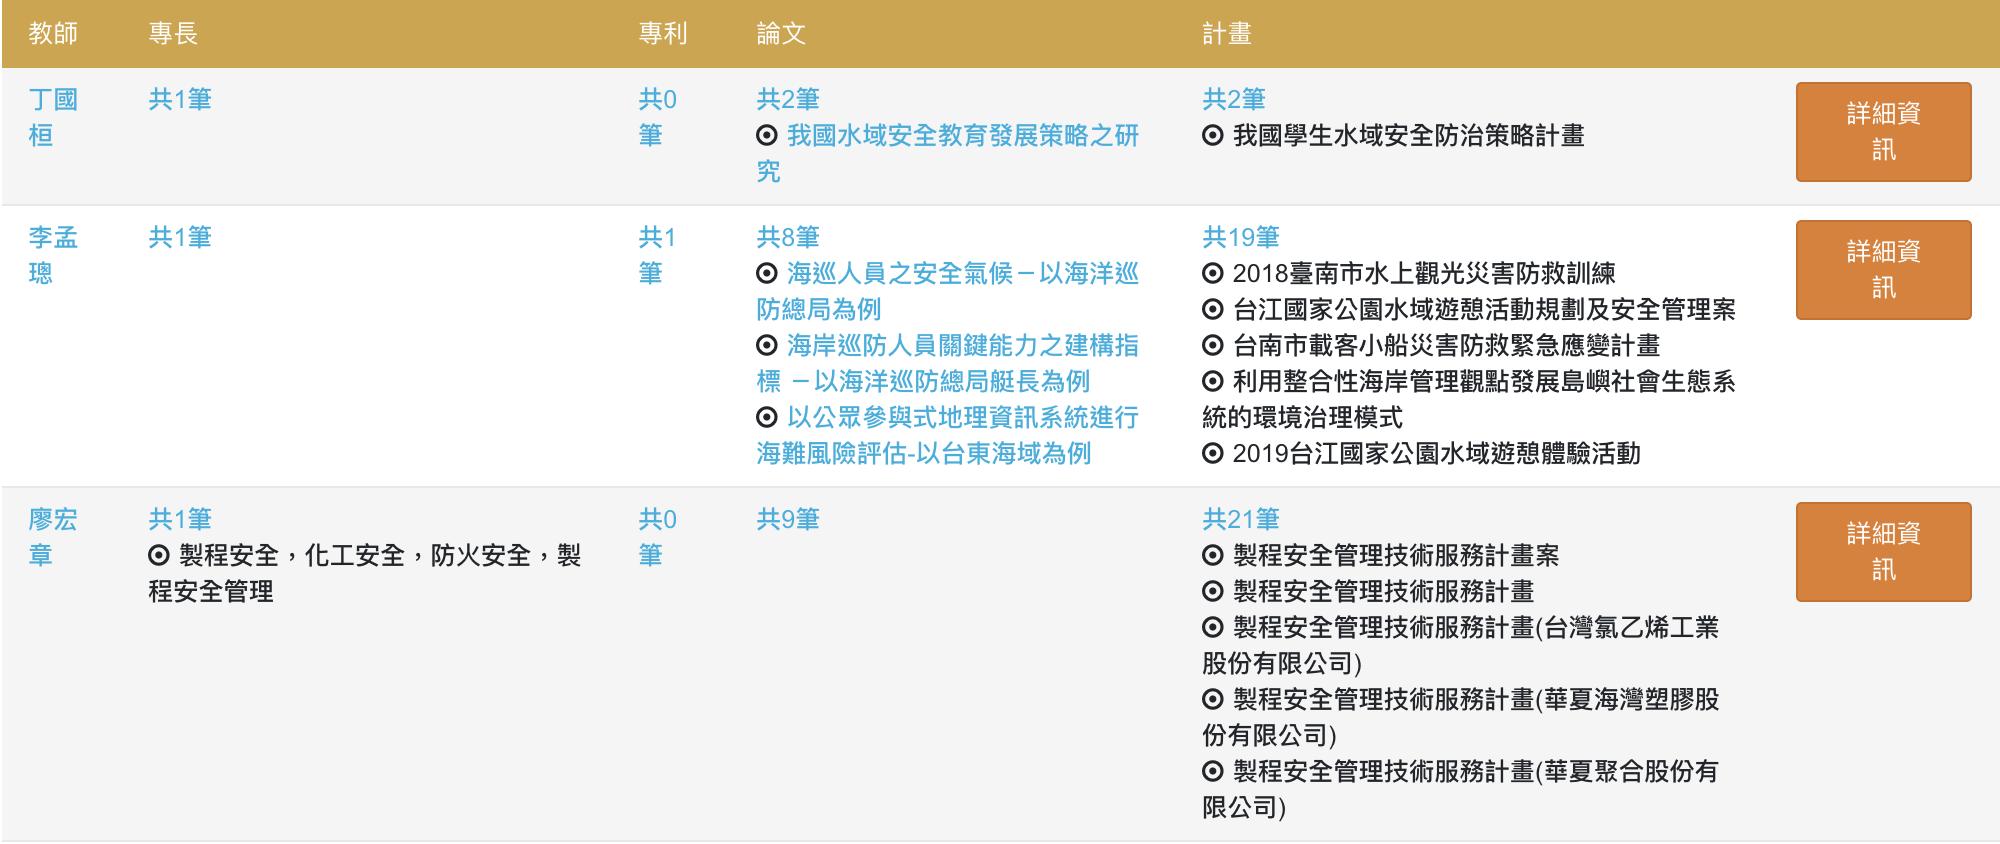 教師 專長 專利 論文 計畫
丁國
桓
共1筆
共0
筆
共2筆
我國水域安全教育發展策略之研
究
共2筆
我國學生水域安全防治策略計畫
詳細資
訊
李孟
璁
共1筆
共1
筆
共8筆
海巡人員之安全氣候－以海洋巡
防總局為例
海岸巡防人員關鍵能力之建構指
標 －以海洋巡防總局艇長為例
以公眾參與式地理資訊系統進行
海難風險評估-以台東海域為例
共19筆
2018臺南市水上觀光災害防救訓練
台江國家公園水域遊憩活動規劃及安全管理案
台南市載客小船災害防救緊急應變計畫
利用整合性海岸管理觀點發展島嶼社會生態系
統的環境治理模式
2019台江國家公園水域遊憩體驗活動
詳細資
訊
廖宏
章
共1筆
製程安全，化工安全，防火安全，製
程安全管理
共0
筆
共9筆
共21筆
製程安全管理技術服務計畫案
製程安全管理技術服務計畫
製程安全管理技術服務計畫(台灣氯乙烯工業
股份有限公司)
製程安全管理技術服務計畫(華夏海灣塑膠股
份有限公司)
製程安全管理技術服務計畫(華夏聚合股份有
限公司)
詳細資
訊